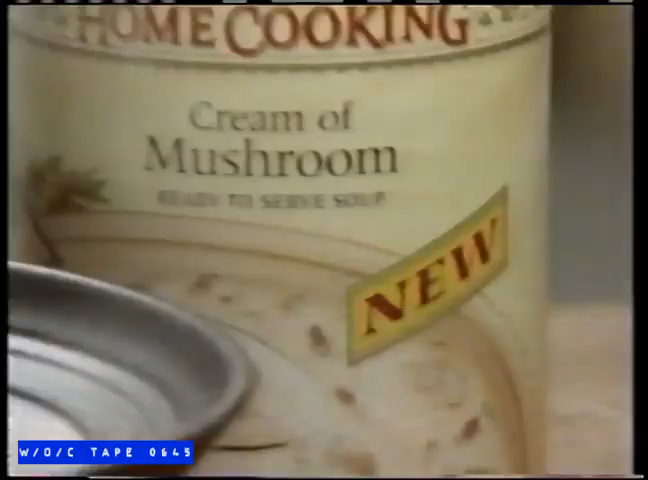 HOME COOKING
Cream of
Mushroom
READY TO SERVE SOUP
NEW
W/O/C TAPE 0645